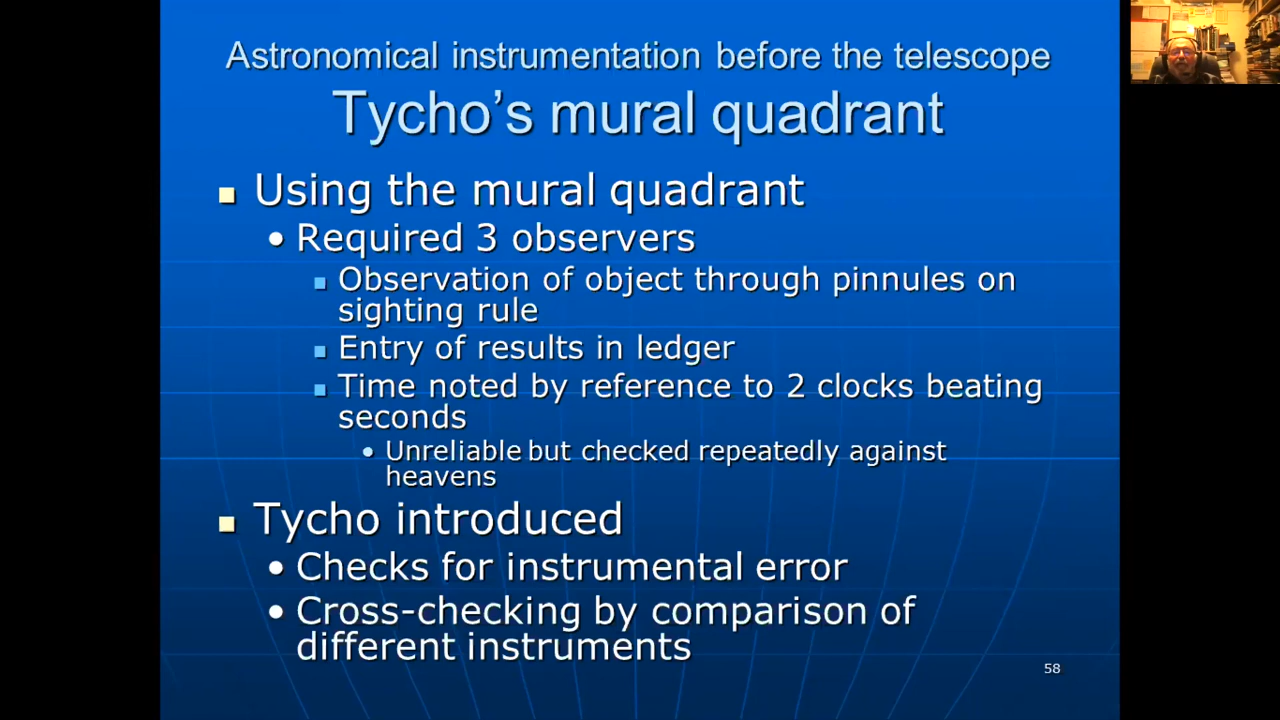 Astronomical instrumentation before the telescope
Tycho's mural quadrant
Using the mural quadrant
Required 3 observers
Observation of object through pinnules on
sighting rule
Entry of results in ledger
Time noted by reference to 2 clocks beating
seconds
Unreliable but checked repeatedly against
heavens
Tycho introduced
Checks for instrumental error
Cross-checking by comparison of
different instruments
58